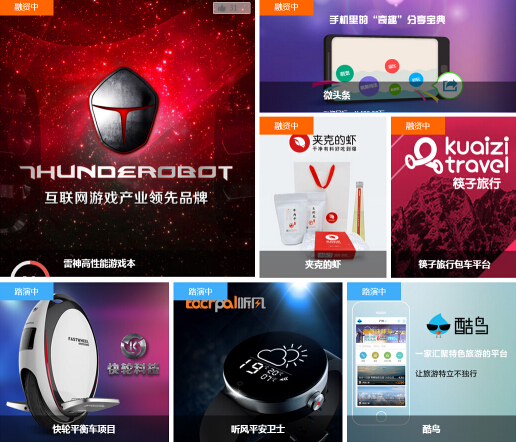 融资中
31
THUNDEROBOT
互联网游戏产业领先品牌
雷神高性能游戏本
融资中
手机里的“奇趣”分享宝典
微头条
融资中
夹克的虾
夹克的虾
融资中
kuaizi
travel
筷子旅行
筷子旅行包车平台
路演中
FASTWHEEL
快轮科技
快轮平衡车项目
路演中
Eacrpal听风
19
听风平安卫士
路演中
酷鸟
一家汇聚特色旅游的平台
让旅游特立不独行
酷鸟